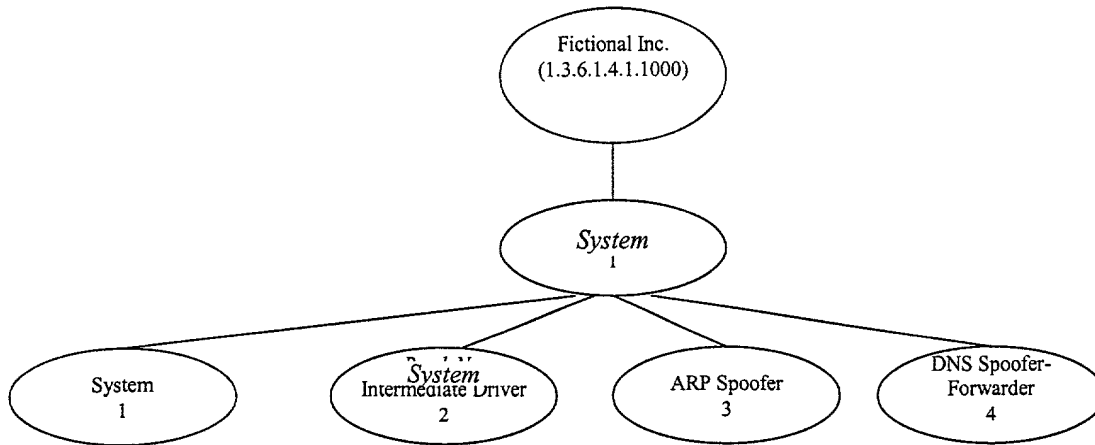 Fictional Inc.
(1.3.6.1.4.1.1000)
System
1
System
1
System
Intermediate Driver
2
ARP Spoofer
3
DNS Spoofer-
Forwarder
4